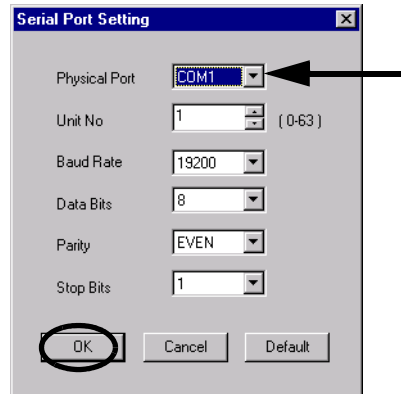 Serial Port Setting
Physical Port COM1
Unit No 1 ( 0-63 )
Baud Rate 19200
Data Bits 8
Parity EVEN
Stop Bits 1
OK Cancel Default